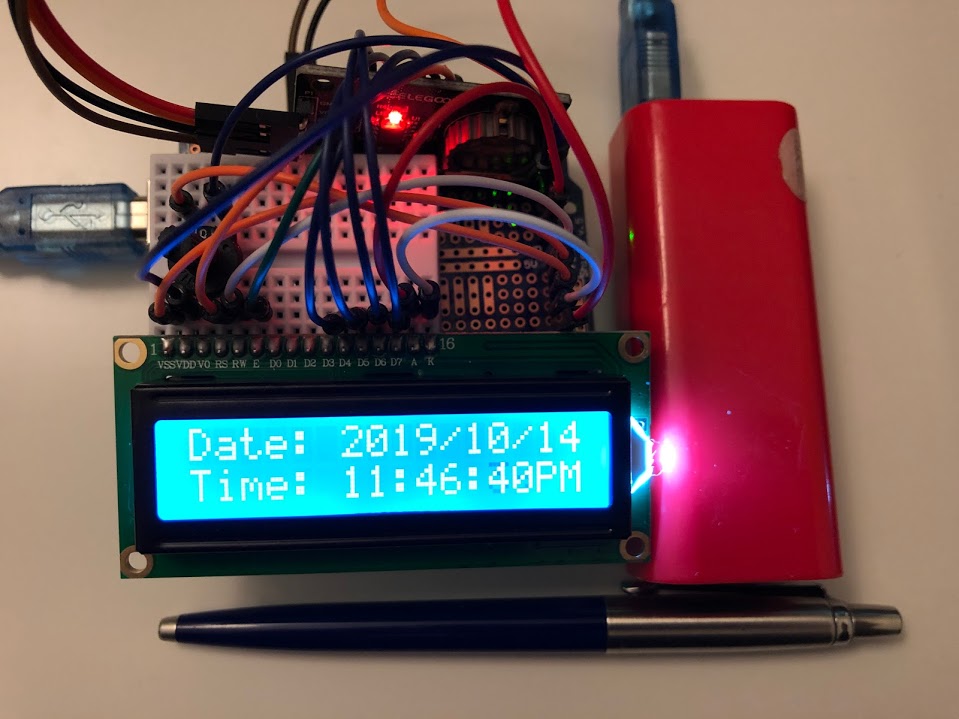 ELEGOO
1 16
VSS VDD V0 RS RW E D0 D1 D2 D3 D4 D5 D6 D7 A K
Date: 2019/10/14
Time: 11:46:40PM